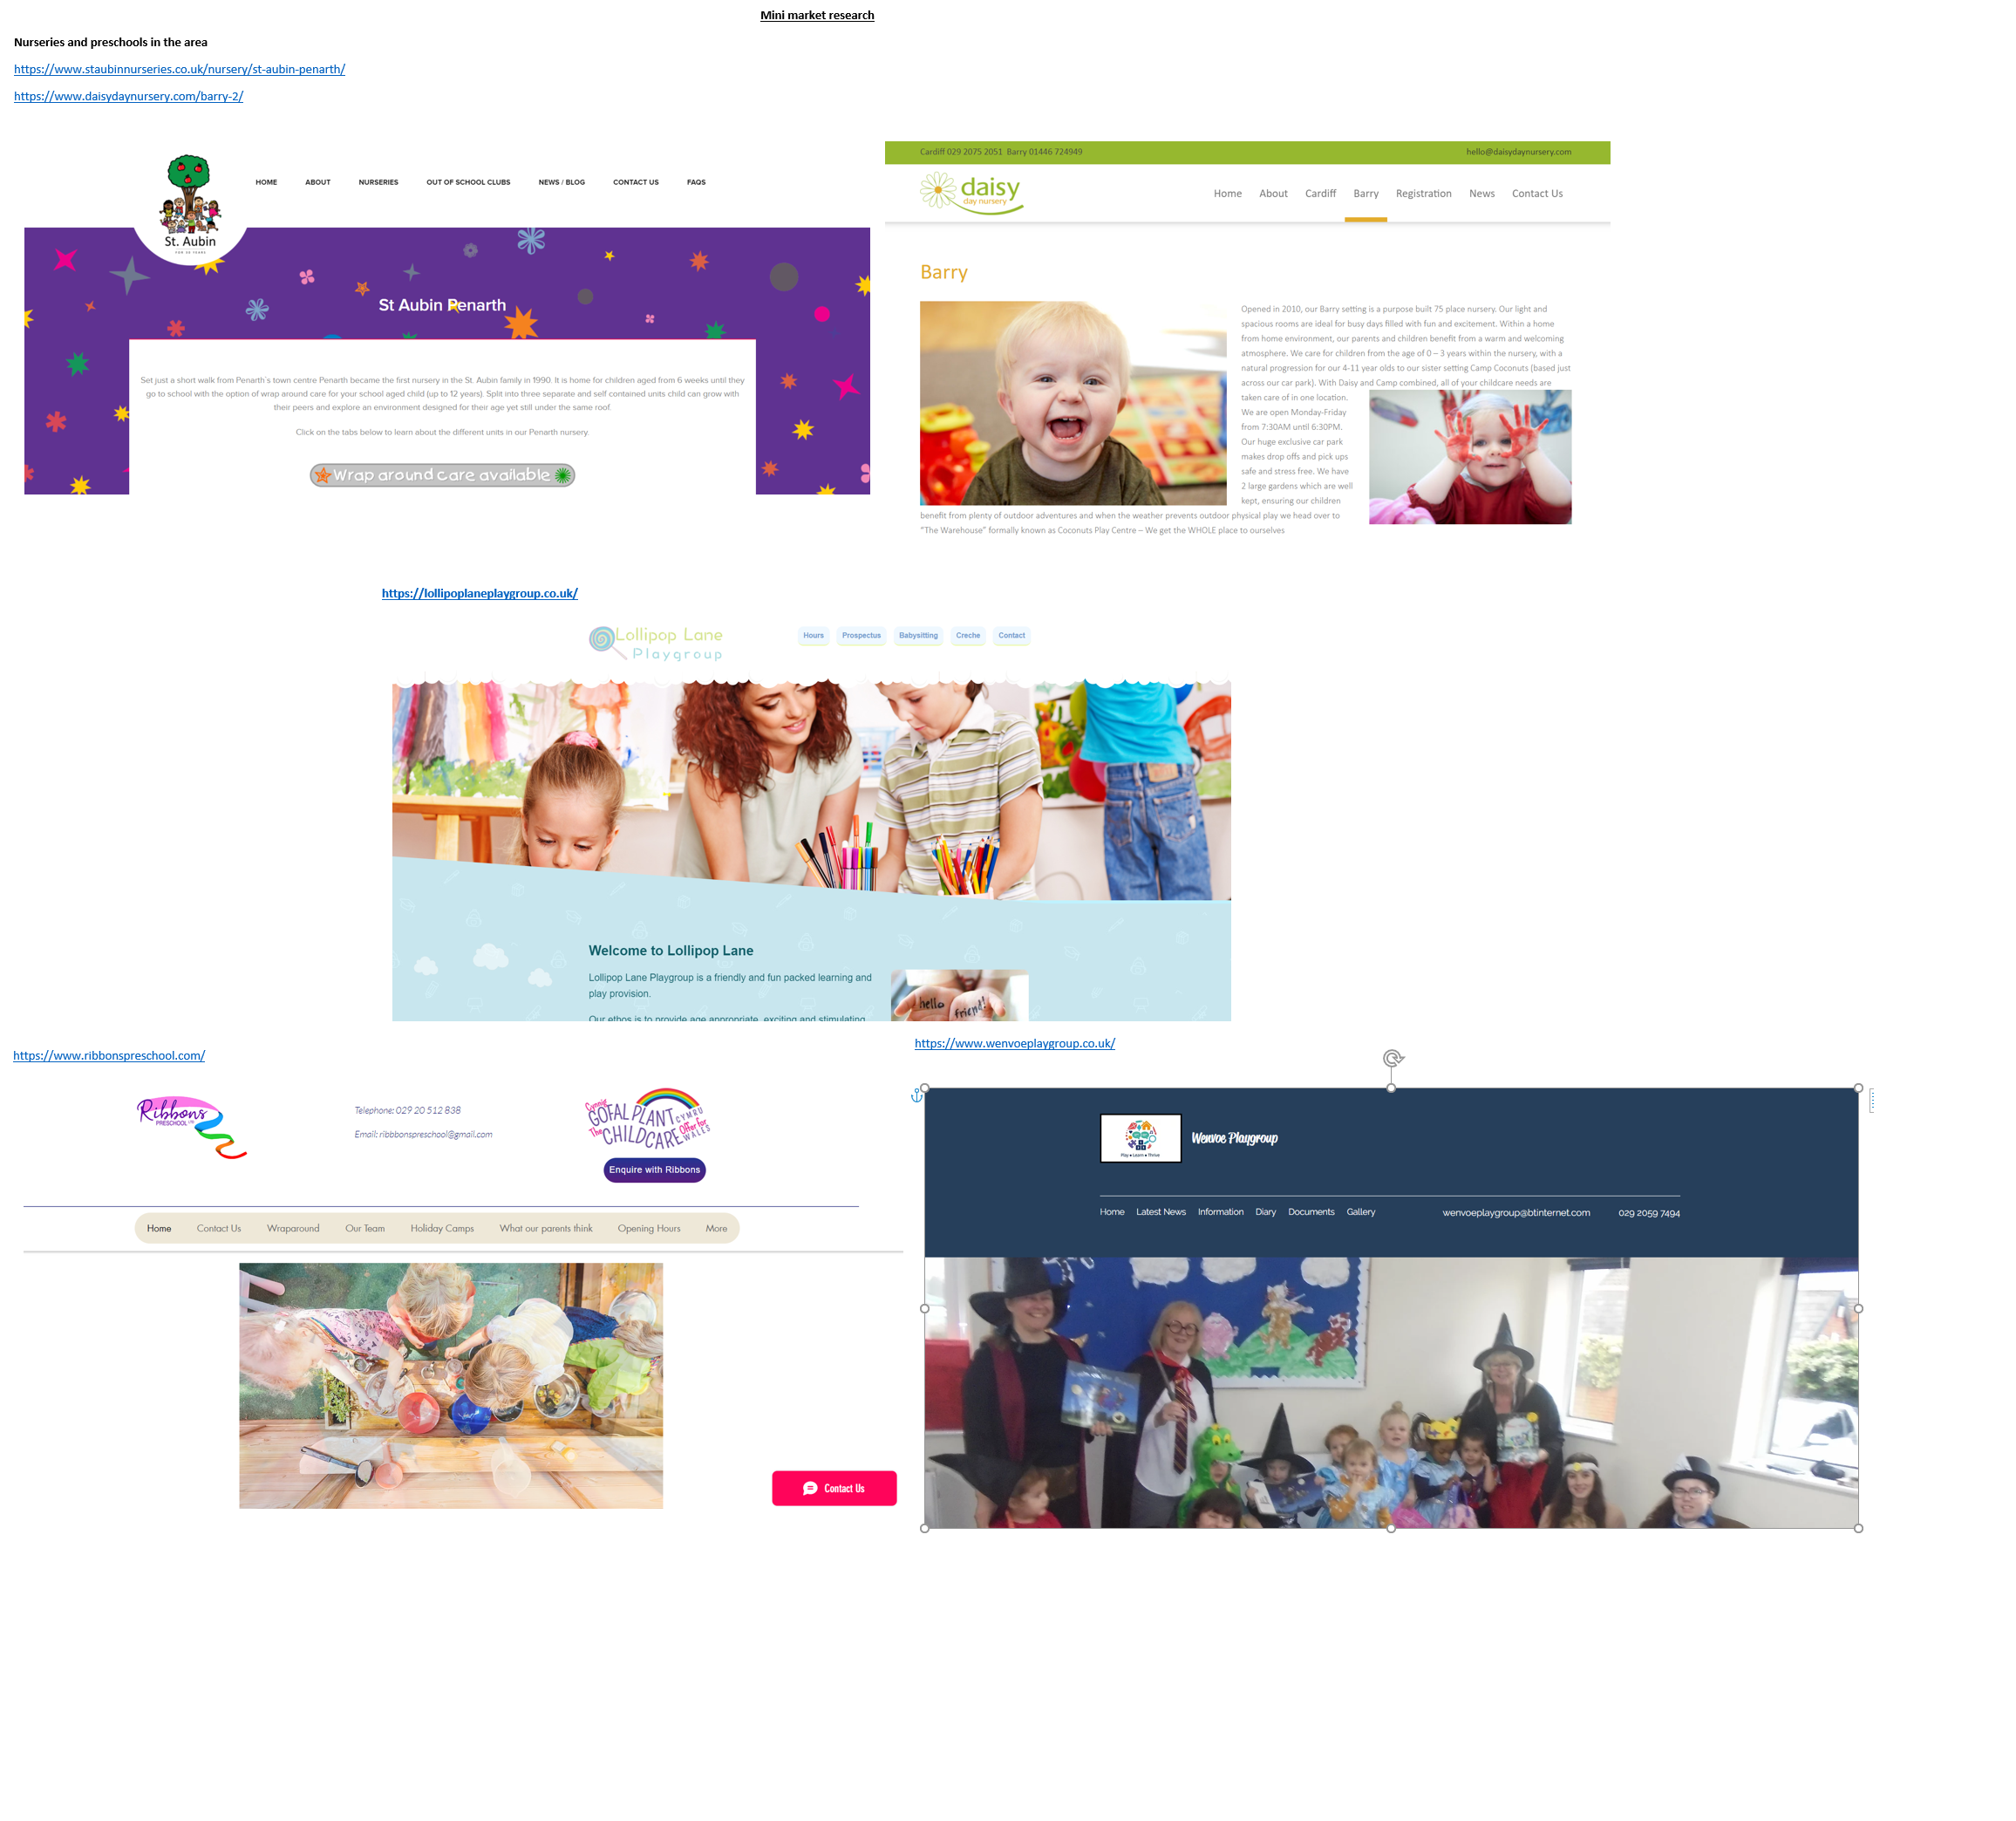 Mini market research
Nurseries and preschools in the area
https://www.staubinnurseries.co.uk/nursery/st-aubin-penarth/
https://www.daisydaynursery.com/barry-2/
St. Aubin
HOME ABOUT NURSERIES OUT OF SCHOOL CLUBS NEWS / BLOG CONTACT US FAQS
St Aubin Penarth
Set just a short walk from Penarth's town centre Penarth became the first nursery in the St. Aubin family in 1990. It is home for children aged from 6 weeks until they
go to school with the option of wrap around care for your school aged child (up to 12 years). Split into three separate and self contained units child can grow with
their peers and explore an environment designed for their age yet still under the same roof.
Click on the tabs below to learn about the different units in our Penarth nursery.
Wrap around care available
Cardiff 029 2075 2051 Barry 01446 724949
hello@daisydaynursery.com
daisy
day nursery
Home About Cardiff Barry Registration News Contact Us
Barry
Opened in 2010, our Barry setting is a purpose built 75 place nursery. Our light and
spacious rooms are ideal for busy days filled with fun and excitement. Within a home
from home environment, our parents and children benefit from a warm and welcoming
atmosphere. We care for children from the age of 0 – 3 years within the nursery, with a
natural progression for our 4-11 year olds to our sister setting Camp Coconuts (based just
across our car park). With Daisy and Camp combined, all of your childcare needs are
taken care of in one location.
We are open Monday-Friday
from 7:30AM until 6:30PM.
Our huge exclusive car park
makes drop offs and pick ups
safe and stress free. We have
2 large gardens which are well
kept, ensuring our children
benefit from plenty of outdoor adventures and when the weather prevents outdoor physical play we head over to
"The Warehouse" formally known as Coconuts Play Centre – We get the WHOLE place to ourselves
https://lollipoplaneplaygroup.co.uk/
Lollipop Lane
Playgroup
Hours Prospectus Babysitting Creche Contact
Welcome to Lollipop Lane
Lollipop Lane Playgroup is a friendly and fun packed learning and
play provision.
hello friend!
Our ethos is to provide age appropriate, exciting and stimulating
https://www.ribbonspreschool.com/
https://www.wenvoeplaygroup.co.uk/
Ribbons
PRESCHOOL LTD
Telephone: 029 20 512 838
Email: ribbbonspreschool@gmail.com
Cynnig
GOFAL PLANT CYMRU
The CHILDCARE Offer for WALES
Enquire with Ribbons
Home Contact Us Wraparound Our Team Holiday Camps What our parents think Opening Hours More
Contact Us
Play • Learn • Thrive
Wenvoe Playgroup
Home Latest News Information Diary Documents Gallery
wenvoeplaygroup@btinternet.com 029 2059 7494